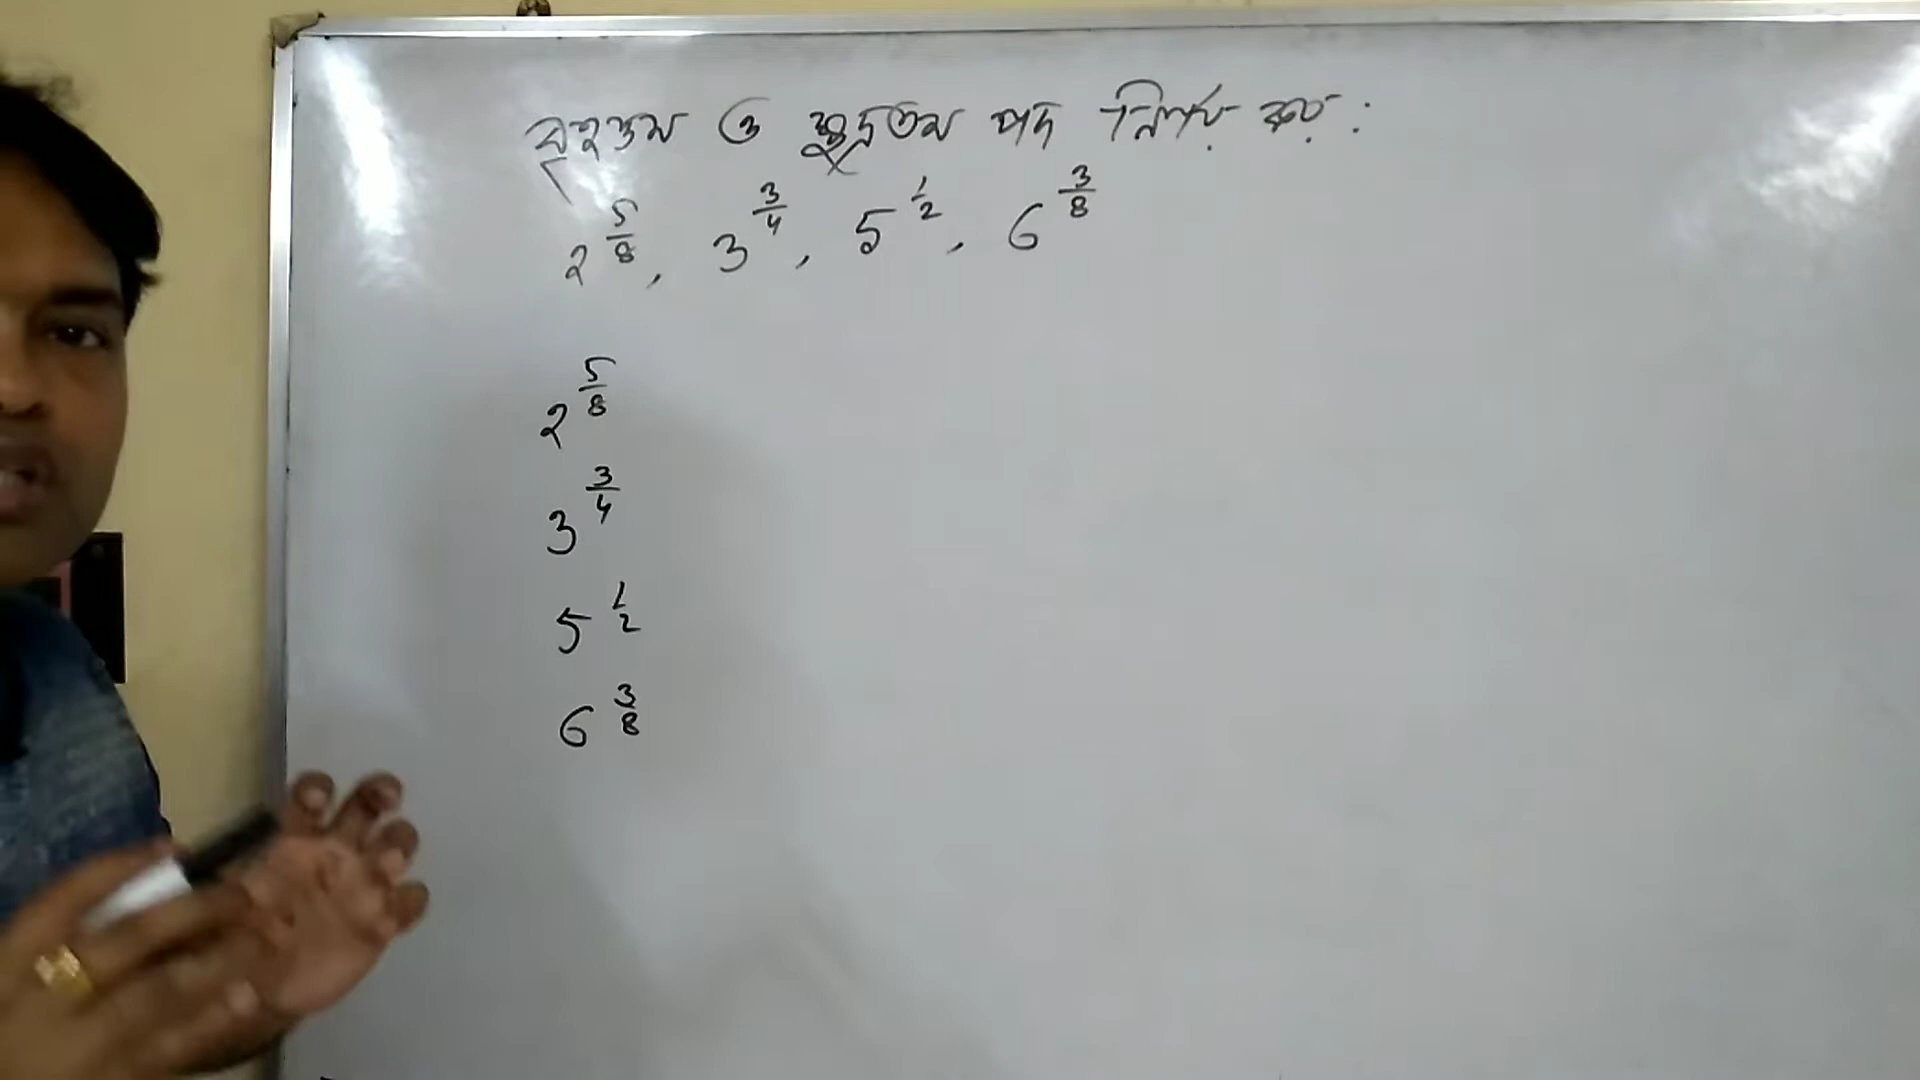 বৃহত্তম ও ক্ষুদ্রতম পদ নির্ণয় কর :
2^(5/8), 3^(3/4), 5^(1/2), 6^(3/8)
2^(5/8)
3^(3/4)
5^(1/2)
6^(3/8)